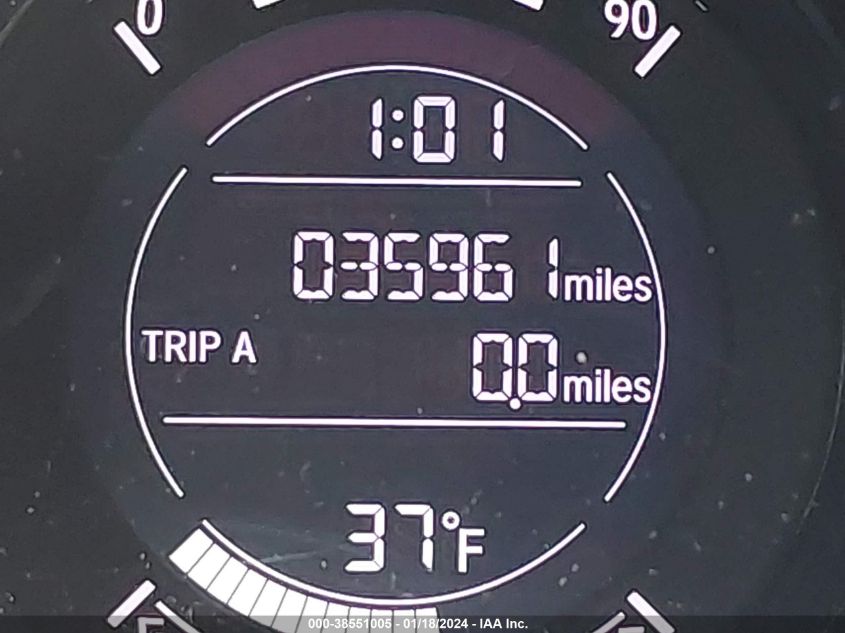 0 90
1:01
035961 miles
TRIP A 0.0 miles
37°F
000-38551005 - 01/18/2024 - IAA Inc.